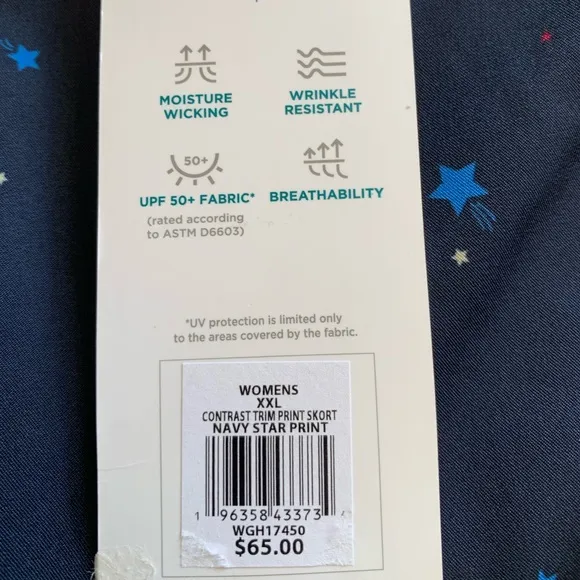 MOISTURE
WICKING
WRINKLE
RESISTANT
50+
UPF 50+ FABRIC*
(rated according
to ASTM D6603)
BREATHABILITY
*UV protection is limited only
to the areas covered by the fabric.
WOMENS
XXL
CONTRAST TRIM PRINT SKORT
NAVY STAR PRINT
1 96358 43373
WGH17450
$65.00